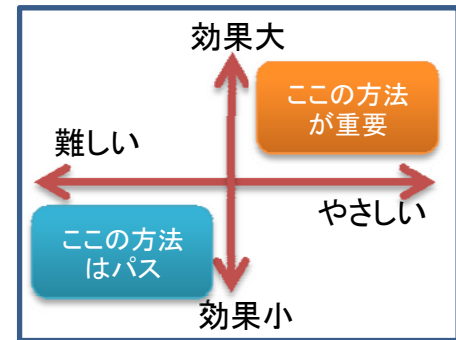 効果大
ここの方法
が重要
難しい
やさしい
ここの方法
はパス
効果小